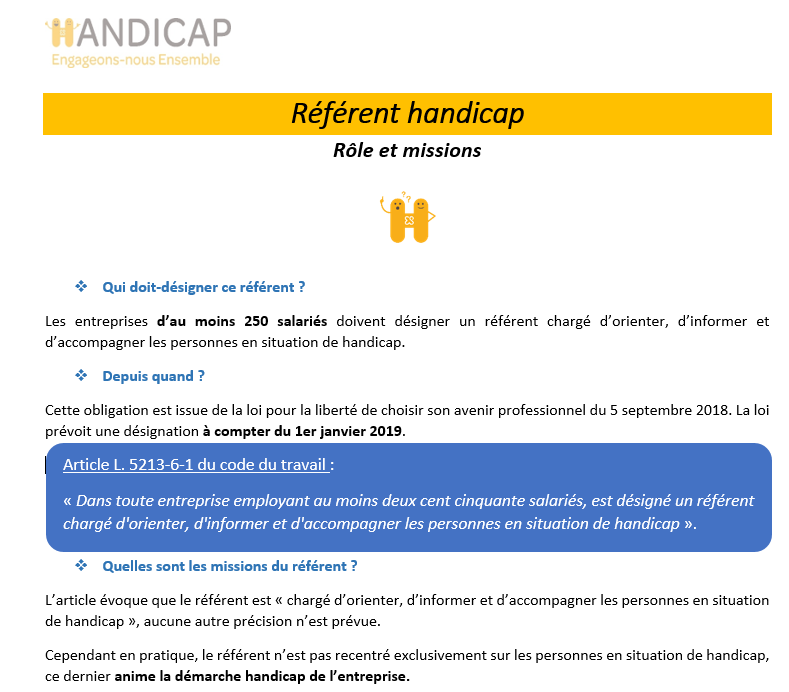 HANDICAP
Engageons-nous Ensemble
Référent handicap
Rôle et missions
❖ Qui doit-désigner ce référent ?
Les entreprises d’au moins 250 salariés doivent désigner un référent chargé d’orienter, d’informer et
d’accompagner les personnes en situation de handicap.
❖ Depuis quand ?
Cette obligation est issue de la loi pour la liberté de choisir son avenir professionnel du 5 septembre 2018. La loi
prévoit une désignation à compter du 1er janvier 2019.
Article L. 5213-6-1 du code du travail :
« Dans toute entreprise employant au moins deux cent cinquante salariés, est désigné un référent
chargé d'orienter, d'informer et d'accompagner les personnes en situation de handicap ».
❖ Quelles sont les missions du référent ?
L’article évoque que le référent est « chargé d’orienter, d’informer et d’accompagner les personnes en situation
de handicap », aucune autre précision n’est prévue.
Cependant en pratique, le référent n’est pas recentré exclusivement sur les personnes en situation de handicap,
ce dernier anime la démarche handicap de l’entreprise.